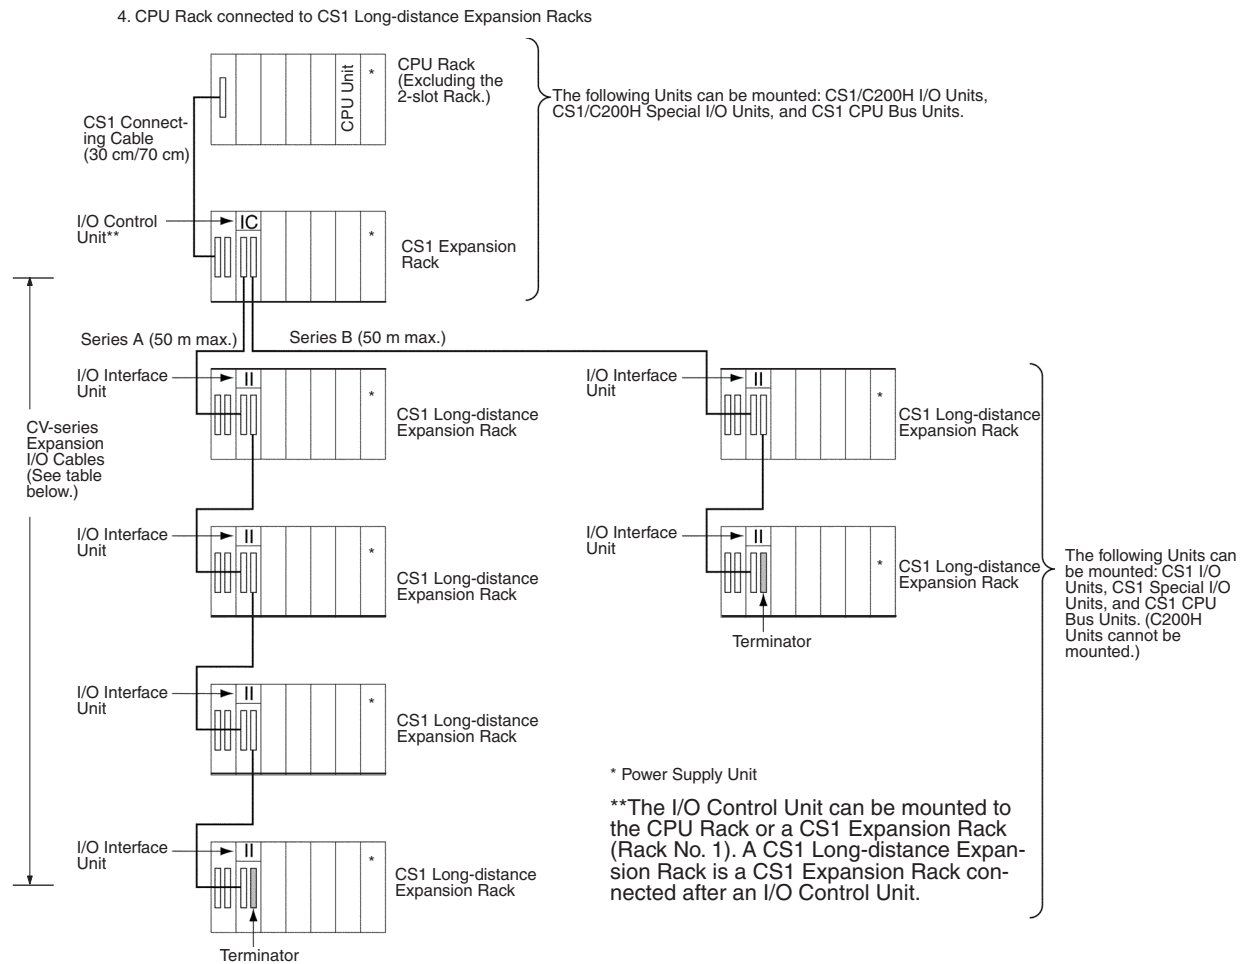 4. CPU Rack connected to CS1 Long-distance Expansion Racks
CPU Unit
*
CPU Rack
(Excluding the
2-slot Rack.)
The following Units can be mounted: CS1/C200H I/O Units,
CS1/C200H Special I/O Units, and CS1 CPU Bus Units.
CS1 Connect-
ing Cable
(30 cm/70 cm)
I/O Control
Unit**
IC
*
CS1 Expansion
Rack
Series A (50 m max.)
Series B (50 m max.)
CV-series
Expansion
I/O Cables
(See table
below.)
I/O Interface
Unit
II
*
CS1 Long-distance
Expansion Rack
I/O Interface
Unit
II
*
CS1 Long-distance
Expansion Rack
I/O Interface
Unit
II
*
CS1 Long-distance
Expansion Rack
I/O Interface
Unit
II
*
CS1 Long-distance
Expansion Rack
Terminator
The following Units can
be mounted: CS1 I/O
Units, CS1 Special I/O
Units, and CS1 CPU
Bus Units. (C200H
Units cannot be
mounted.)
I/O Interface
Unit
II
*
CS1 Long-distance
Expansion Rack
I/O Interface
Unit
II
*
CS1 Long-distance
Expansion Rack
Terminator
* Power Supply Unit
**The I/O Control Unit can be mounted to
the CPU Rack or a CS1 Expansion Rack
(Rack No. 1). A CS1 Long-distance Expan-
sion Rack is a CS1 Expansion Rack con-
nected after an I/O Control Unit.